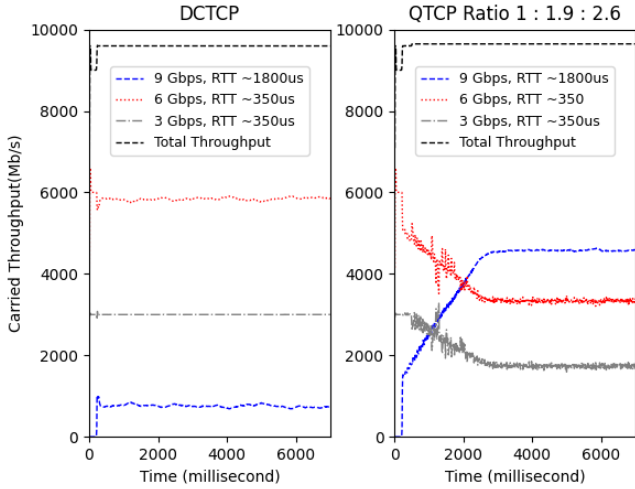 DCTCP
QTCP Ratio 1 : 1.9 : 2.6
Carried Throughput(Mb/s)
10000
8000
6000
4000
2000
0
9 Gbps, RTT ~1800us
6 Gbps, RTT ~350us
3 Gbps, RTT ~350us
Total Throughput
0 2000 4000 6000
Time (millisecond)
10000
8000
6000
4000
2000
0
9 Gbps, RTT ~1800us
6 Gbps, RTT ~350
3 Gbps, RTT ~350us
Total Throughput
0 2000 4000 6000
Time (millisecond)